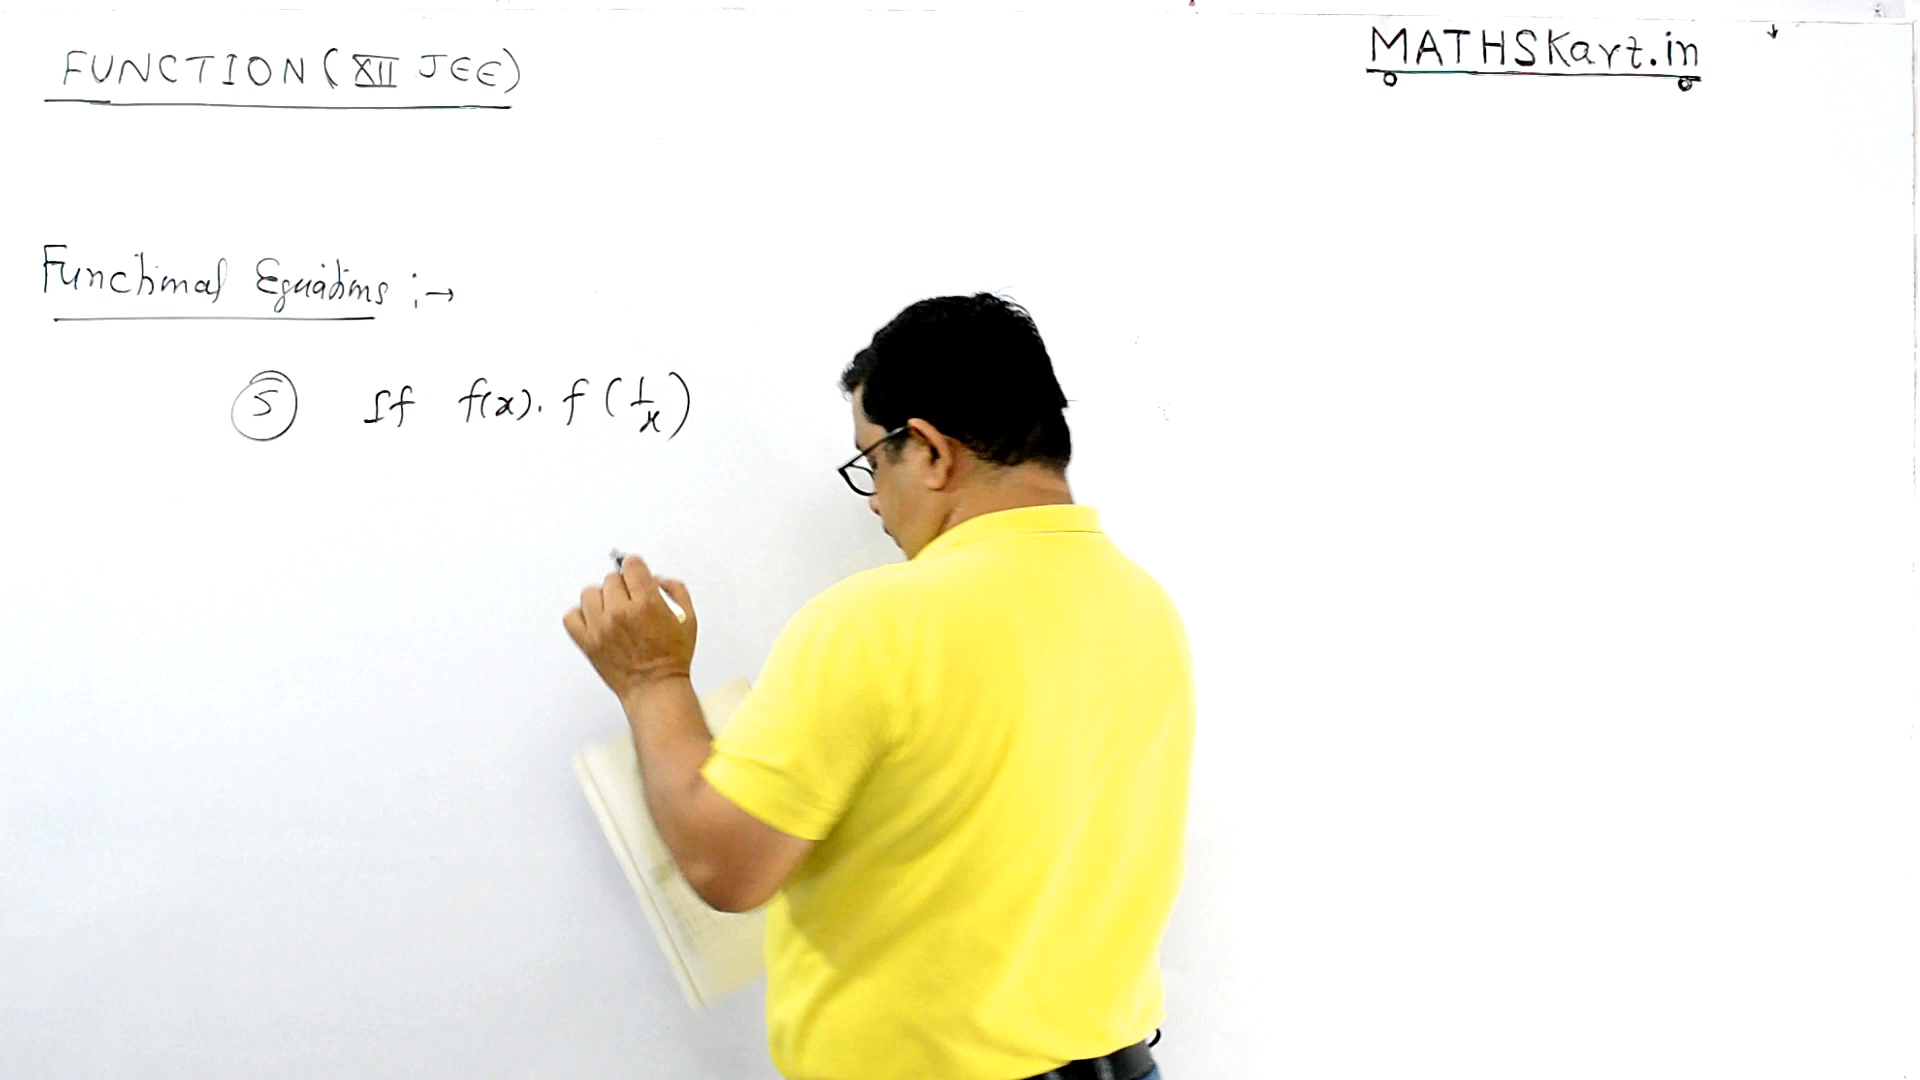 FUNCTION (XII JEE)
MATHSKart.in
Functional Equations :→
5 If f(x). f(1/x)